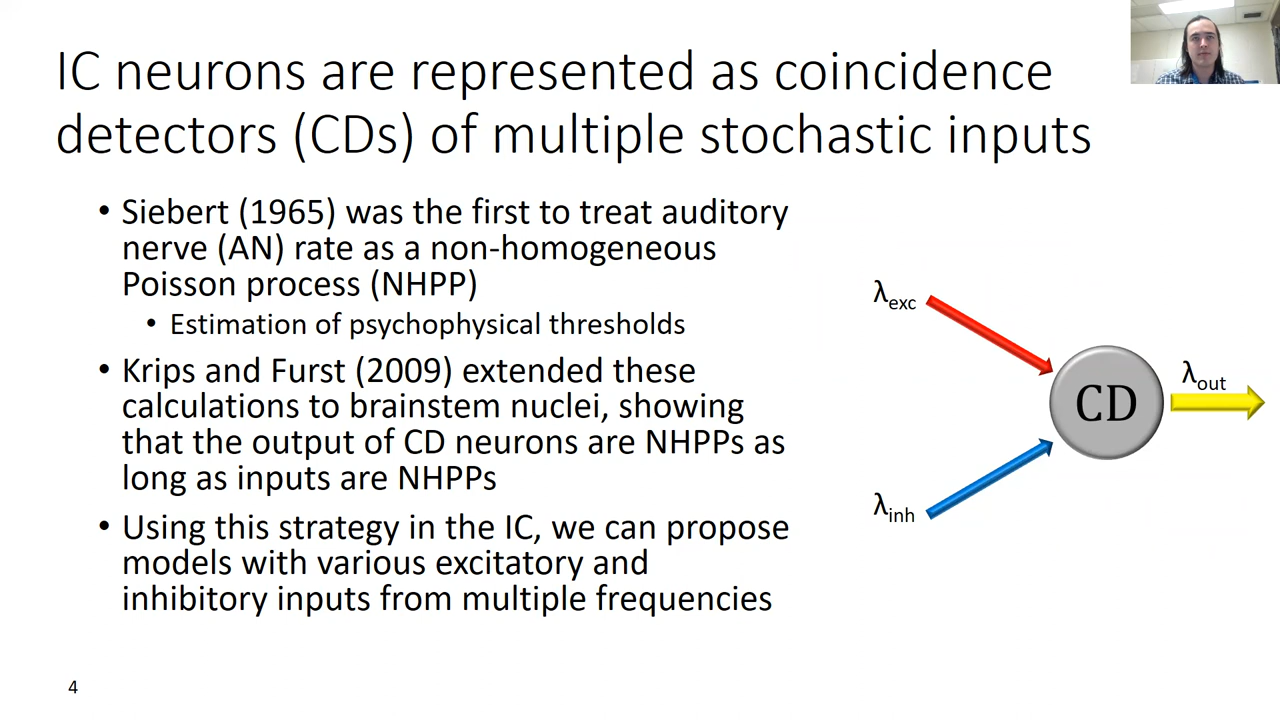 IC neurons are represented as coincidence
detectors (CDs) of multiple stochastic inputs
• Siebert (1965) was the first to treat auditory
nerve (AN) rate as a non-homogeneous
Poisson process (NHPP)
• Estimation of psychophysical thresholds
• Krips and Furst (2009) extended these
calculations to brainstem nuclei, showing
that the output of CD neurons are NHPPs as
long as inputs are NHPPs
• Using this strategy in the IC, we can propose
models with various excitatory and
inhibitory inputs from multiple frequencies
λexc
CD
λout
λinh
4